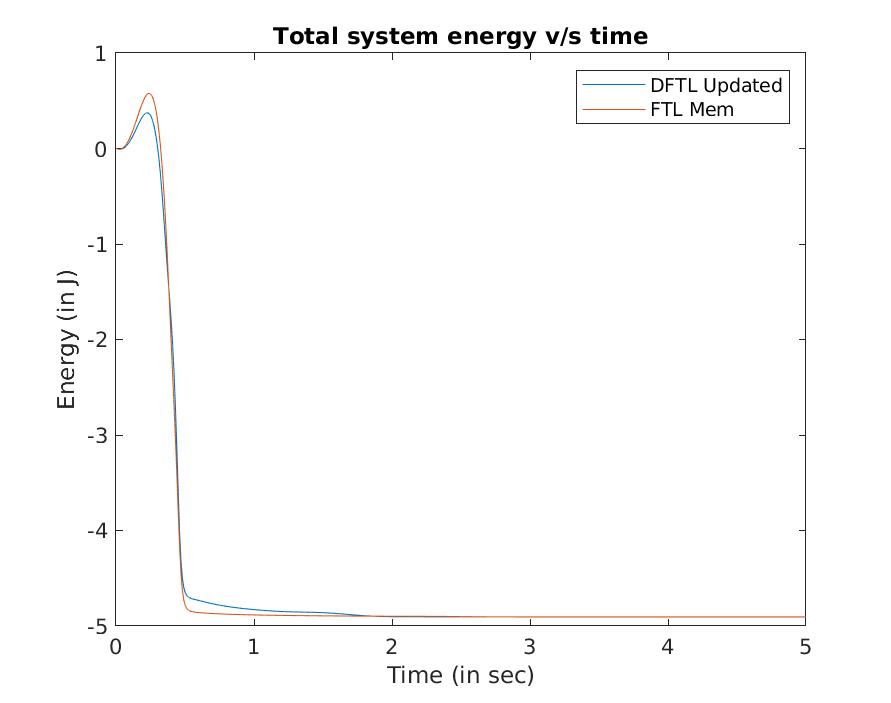 Total system energy v/s time
DFTL Updated
FTL Mem
Energy (in J)
1
0
-1
-2
-3
-4
-5
0 1 2 3 4 5
Time (in sec)